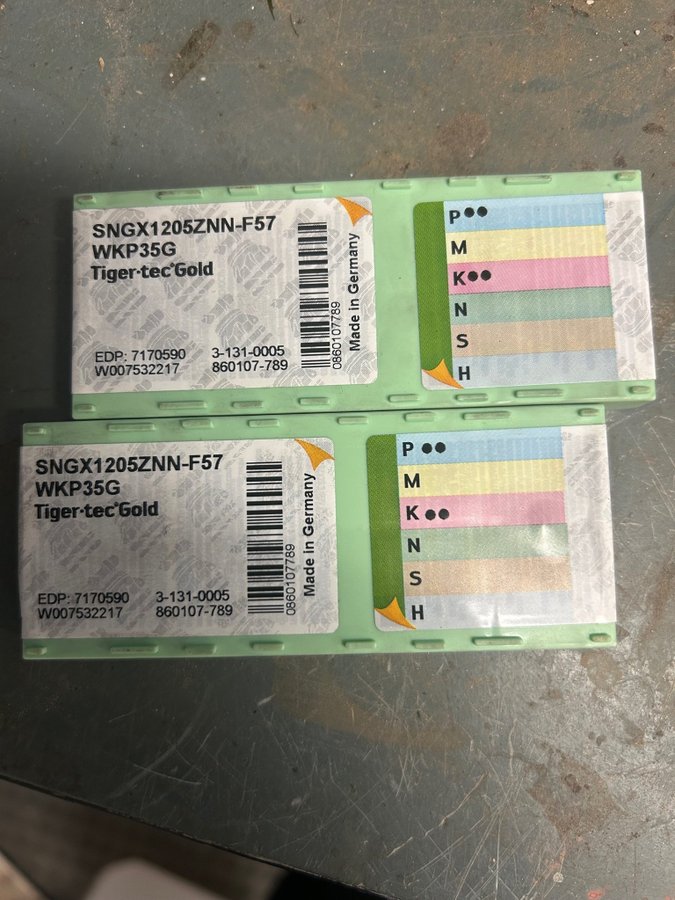 SNGX1205ZNN-F57
WKP35G
Tiger·tec®Gold
EDP: 7170590 3-131-0005
W007532217 860107-789
0860107789
Made in Germany
P●●
M
K●●
N
S
H
SNGX1205ZNN-F57
WKP35G
Tiger·tec®Gold
EDP: 7170590 3-131-0005
W007532217 860107-789
0860107789
Made in Germany
P ●●
M
K ●●
N
S
H